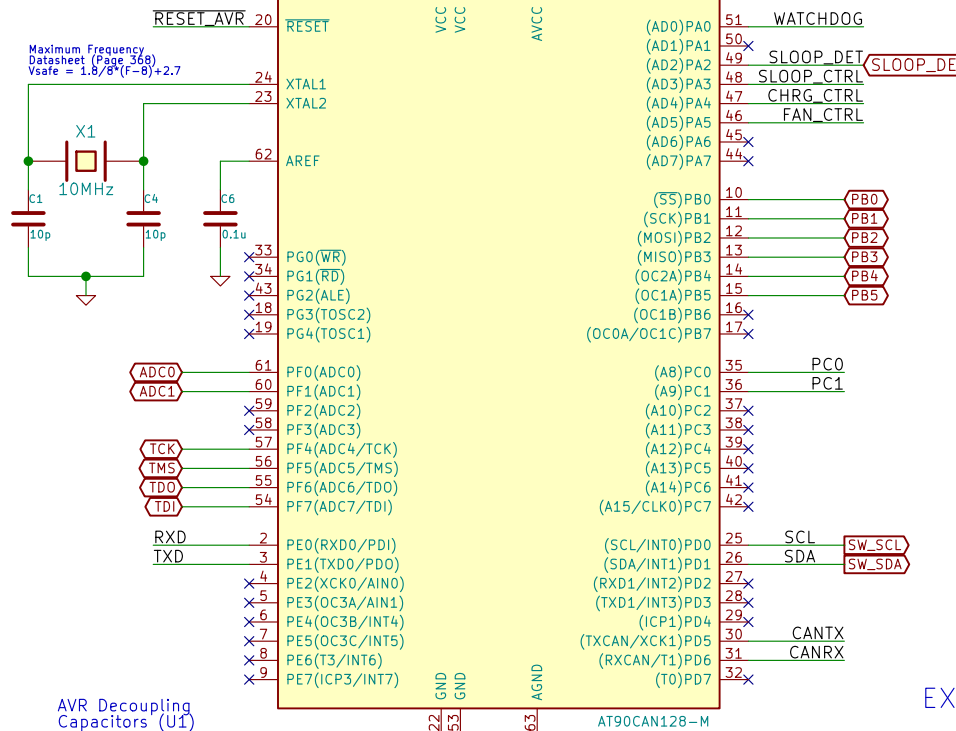 RESET_AVR 20 RESET
VCC VCC AVCC
(AD0)PA0 51 WATCHDOG
(AD1)PA1 50
(AD2)PA2 49 SLOOP_DET SLOOP_DE
(AD3)PA3 48 SLOOP_CTRL
(AD4)PA4 47 CHRG_CTRL
(AD5)PA5 46 FAN_CTRL
(AD6)PA6 45
(AD7)PA7 44
Maximum Frequency
Datasheet (Page 368)
Vsafe = 1.8/8*(F-8)+2.7
24 XTAL1
23 XTAL2
X1
10MHz
62 AREF
C1
10p
C4
10p
C6
0.1u
(SS)PB0 10 PB0
(SCK)PB1 11 PB1
(MOSI)PB2 12 PB2
(MISO)PB3 13 PB3
(OC2A)PB4 14 PB4
(OC1A)PB5 15 PB5
(OC1B)PB6 16
(OC0A/OC1C)PB7 17
33 PG0(WR)
34 PG1(RD)
43 PG2(ALE)
18 PG3(TOSC2)
19 PG4(TOSC1)
ADC0 61 PF0(ADC0)
ADC1 60 PF1(ADC1)
59 PF2(ADC2)
58 PF3(ADC3)
TCK 57 PF4(ADC4/TCK)
TMS 56 PF5(ADC5/TMS)
TDO 55 PF6(ADC6/TDO)
TDI 54 PF7(ADC7/TDI)
(A8)PC0 35 PC0
(A9)PC1 36 PC1
(A10)PC2 37
(A11)PC3 38
(A12)PC4 39
(A13)PC5 40
(A14)PC6 41
(A15/CLK0)PC7 42
RXD 2 PE0(RXD0/PDI)
TXD 3 PE1(TXD0/PDO)
4 PE2(XCK0/AIN0)
5 PE3(OC3A/AIN1)
6 PE4(OC3B/INT4)
7 PE5(OC3C/INT5)
8 PE6(T3/INT6)
9 PE7(ICP3/INT7)
(SCL/INT0)PD0 25 SCL SW_SCL
(SDA/INT1)PD1 26 SDA SW_SDA
(RXD1/INT2)PD2 27
(TXD1/INT3)PD3 28
(ICP1)PD4 29
(TXCAN/XCK1)PD5 30 CANTX
(RXCAN/T1)PD6 31 CANRX
(T0)PD7 32
GND GND AGND
22 53 63
AT90CAN128-M
AVR Decoupling
Capacitors (U1)
EX